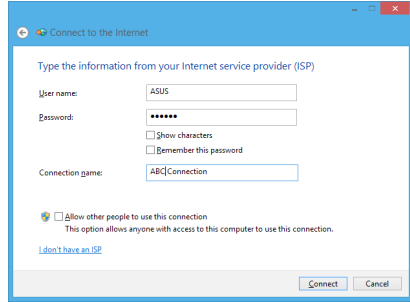 Connect to the Internet
Type the information from your Internet service provider (ISP)
User name:
ASUS
Password:
••••••
Show characters
Remember this password
Connection name:
ABC Connection
Allow other people to use this connection
This option allows anyone with access to this computer to use this connection.
I don't have an ISP
Connect
Cancel